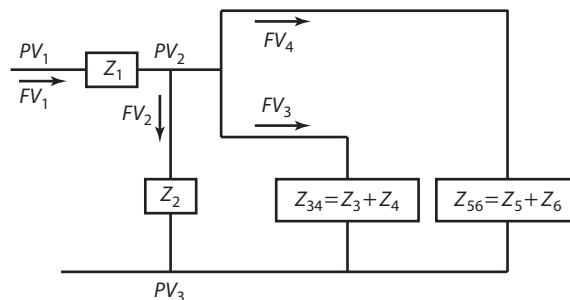 PV₁
Z₁
PV₂
FV₄
FV₁
FV₂
FV₃
Z₂
Z₃₄=Z₃+Z₄
Z₅₆=Z₅+Z₆
PV₃